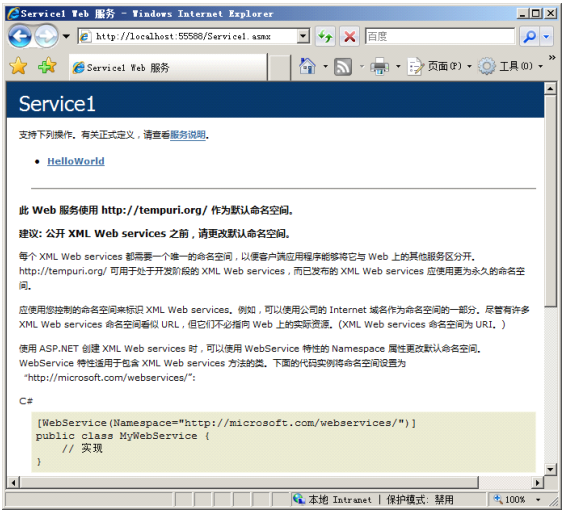 Service1 Web 服务 - Windows Internet Explorer
http://localhost:55588/Service1.asmx
百度
Service1 Web 服务
页面(P)
工具(O)
»
Service1
支持下列操作。有关正式定义，请查看服务说明。
• HelloWorld
此 Web 服务使用 http://tempuri.org/ 作为默认命名空间。
建议: 公开 XML Web services 之前，请更改默认命名空间。
每个 XML Web services 都需要一个唯一的命名空间，以便客户端应用程序能够将它与 Web 上的其他服务区分开。
http://tempuri.org/ 可用于处于开发阶段的 XML Web services，而已发布的 XML Web services 应使用更为永久的命名空
间。
应使用您控制的命名空间来标识 XML Web services。例如，可以使用公司的 Internet 域名作为命名空间的一部分。尽管有许多
XML Web services 命名空间看似 URL，但它们不必指向 Web 上的实际资源。(XML Web services 命名空间为 URI。)
使用 ASP.NET 创建 XML Web services 时，可以使用 WebService 特性的 Namespace 属性更改默认命名空间。
WebService 特性适用于包含 XML Web services 方法的类。下面的代码实例将命名空间设置为
“http://microsoft.com/webservices/”:
C#
[WebService(Namespace="http://microsoft.com/webservices/")]
public class MyWebService {
// 实现
}
本地 Intranet | 保护模式: 禁用
100%